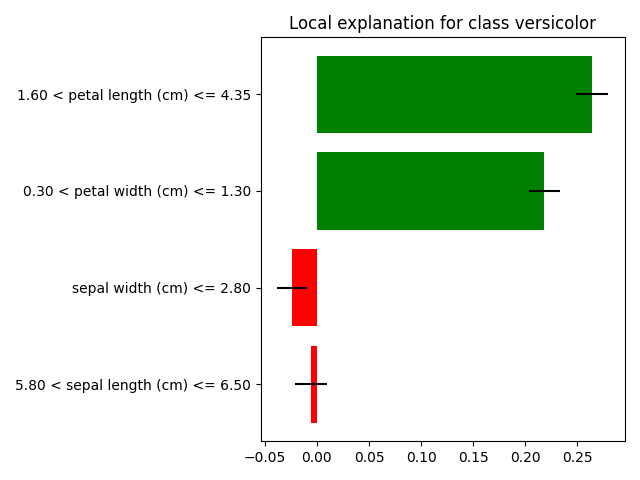 Local explanation for class versicolor
1.60 < petal length (cm) <= 4.35
0.30 < petal width (cm) <= 1.30
sepal width (cm) <= 2.80
5.80 < sepal length (cm) <= 6.50
−0.05 0.00 0.05 0.10 0.15 0.20 0.25